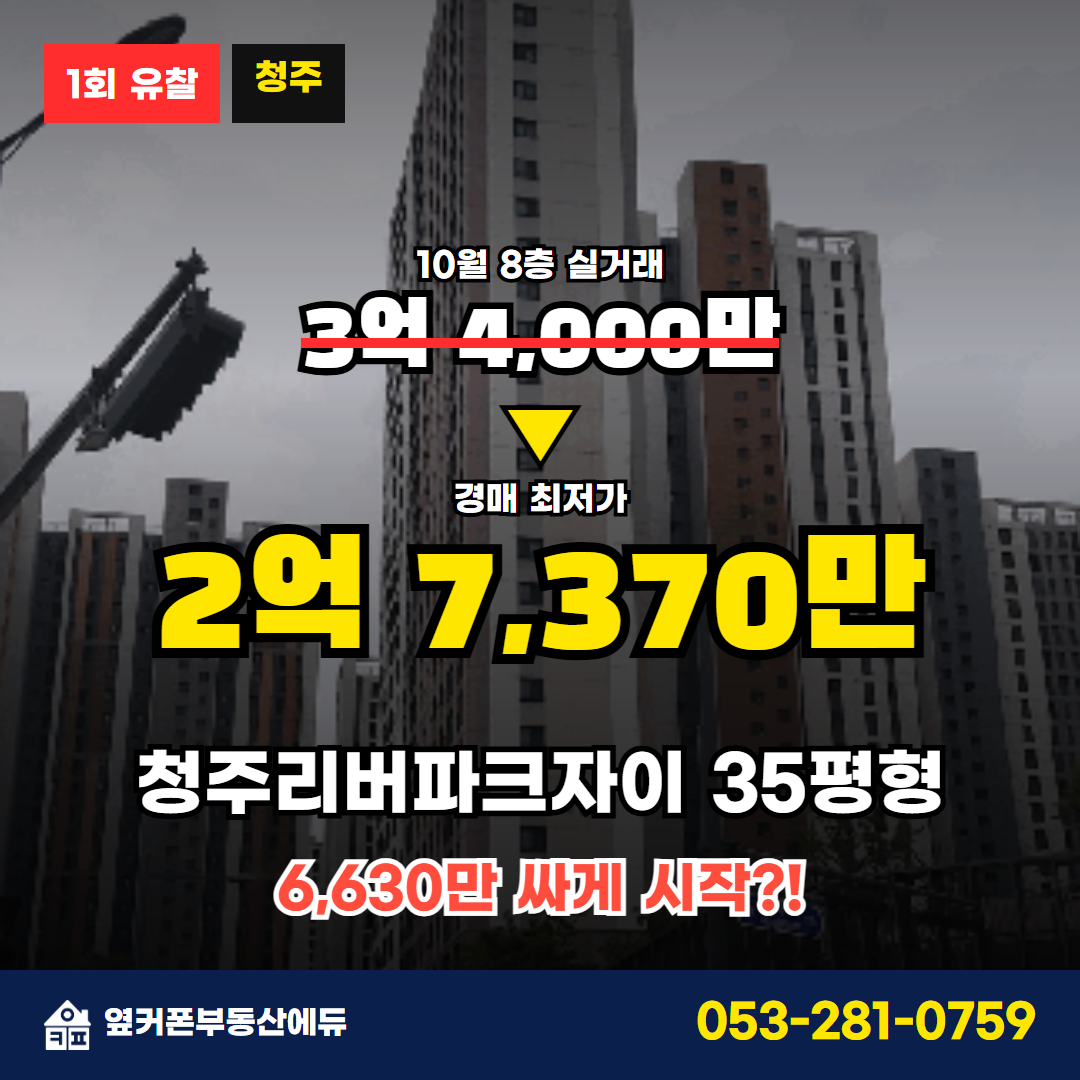 1회 유찰
청주
10월 8층 실거래
3억 4,000만
경매 최저가
2억 7,370만
청주리버파크자이 35평형
6,630만 싸게 시작?!
옆커폰부동산에듀
053-281-0759